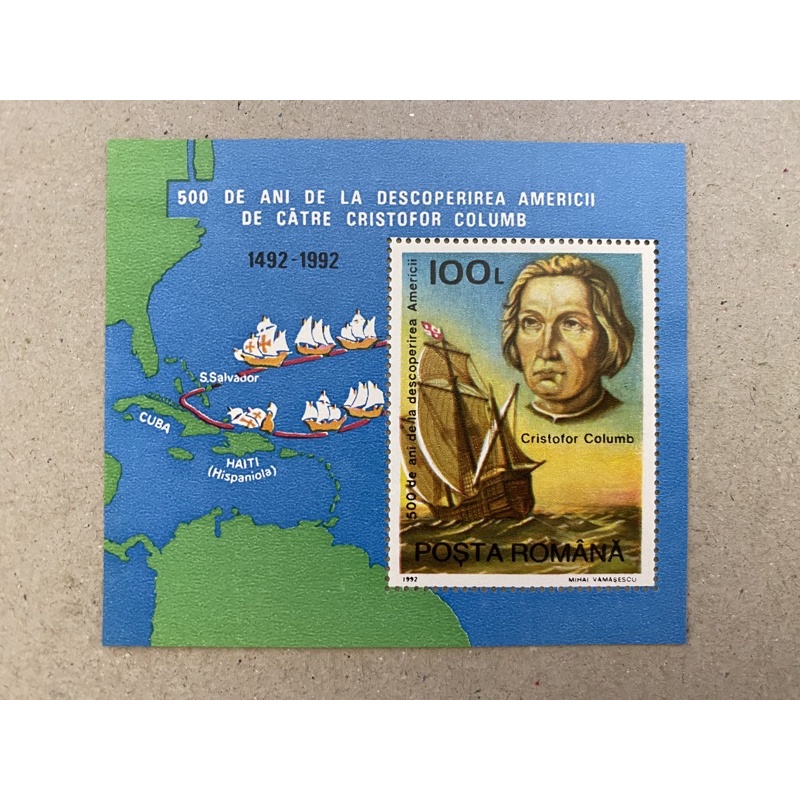 500 DE ANI DE LA DESCOPERIREA AMERICII
DE CĂTRE CRISTOFOR COLUMB
1492-1992
100L
500 de ani de la descoperirea Americii
S.Salvador
Cristofor Columb
CUBA
HAITI
(Hispaniola)
POȘTA ROMÂNĂ
1992
MIHAI VĂMĂȘESCU